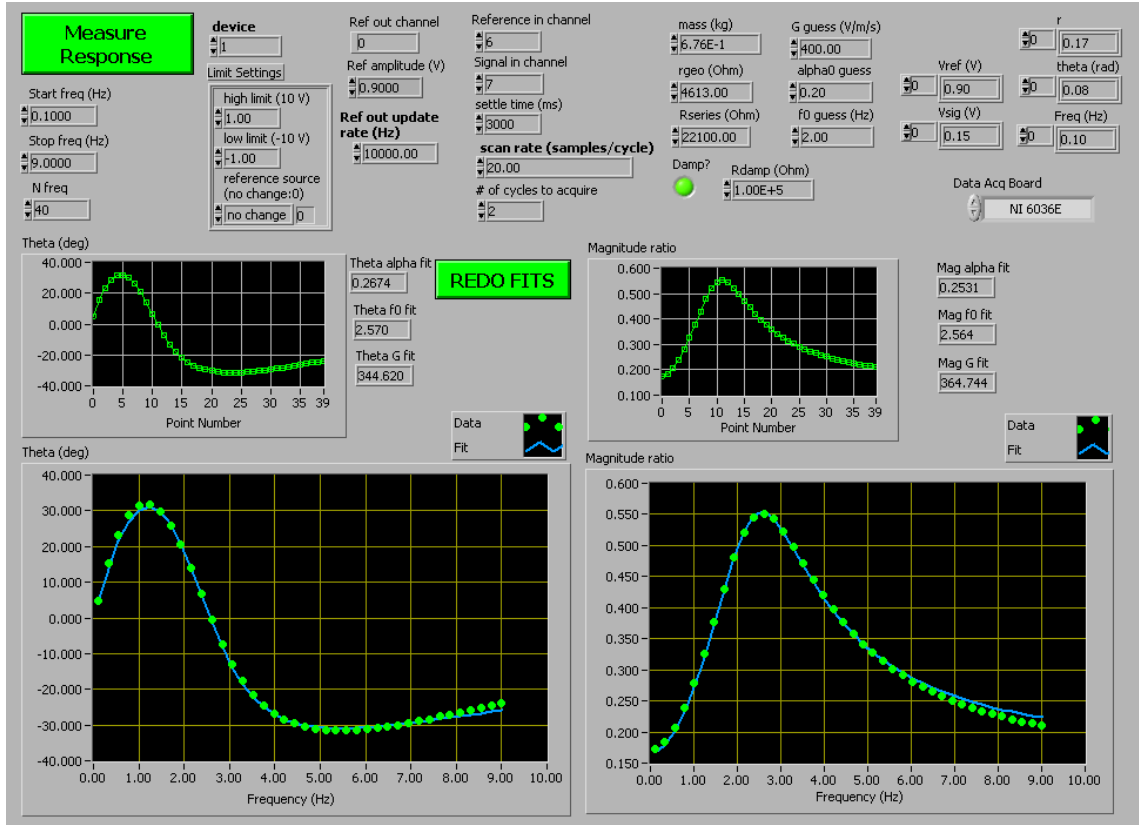 Measure
Response
device
1
Limit Settings
high limit (10 V)
1.00
low limit (-10 V)
-1.00
reference source
(no change:0)
no change 0
Start freq (Hz)
0.1000
Stop freq (Hz)
9.0000
N freq
40
Ref out channel
0
Ref amplitude (V)
0.9000
Ref out update
rate (Hz)
10000.00
Reference in channel
6
Signal in channel
7
settle time (ms)
3000
scan rate (samples/cycle)
20.00
# of cycles to acquire
2
mass (kg)
6.76E-1
rgeo (Ohm)
4613.00
Rseries (Ohm)
22100.00
Damp?
Rdamp (Ohm)
1.00E+5
G guess (V/m/s)
400.00
alpha0 guess
0.20
f0 guess (Hz)
2.00
Vref (V)
0 0.90
Vsig (V)
0 0.15
r
0 0.17
theta (rad)
0 0.08
Freq (Hz)
0 0.10
Data Acq Board
NI 6036E
Theta (deg)
40.000
20.000
0.000
-20.000
-40.000
0 5 10 15 20 25 30 35 39
Point Number
Theta alpha fit
0.2674
Theta f0 fit
2.570
Theta G fit
344.620
REDO FITS
Magnitude ratio
0.600
0.500
0.400
0.300
0.200
0.100
0 5 10 15 20 25 30 35 39
Point Number
Mag alpha fit
0.2531
Mag f0 fit
2.564
Mag G fit
364.744
Data
Fit
Data
Fit
Theta (deg)
40.000
30.000
20.000
10.000
0.000
-10.000
-20.000
-30.000
-40.000
0.00 1.00 2.00 3.00 4.00 5.00 6.00 7.00 8.00 9.00 10.00
Frequency (Hz)
Magnitude ratio
0.600
0.550
0.500
0.450
0.400
0.350
0.300
0.250
0.200
0.150
0.00 1.00 2.00 3.00 4.00 5.00 6.00 7.00 8.00 9.00 10.00
Frequency (Hz)